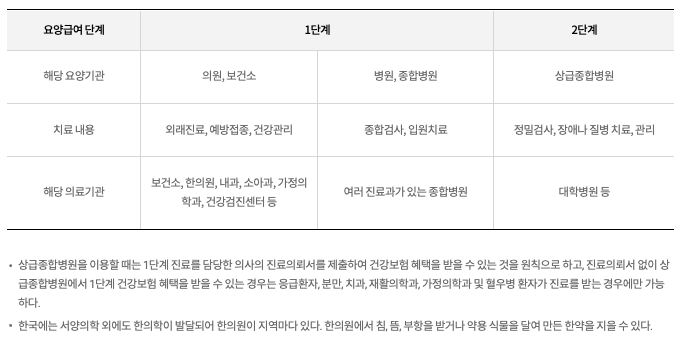 요양급여 단계 1단계 2단계
해당 요양기관 의원, 보건소 병원, 종합병원 상급종합병원
치료 내용 외래진료, 예방접종, 건강관리 종합검사, 입원치료 정밀검사, 장애나 질병 치료, 관리
해당 의료기관 보건소, 한의원, 내과, 소아과, 가정의
학과, 건강검진센터 등 여러 진료과가 있는 종합병원 대학병원 등
• 상급종합병원을 이용할 때는 1단계 진료를 담당한 의사의 진료의뢰서를 제출하여 건강보험 혜택을 받을 수 있는 것을 원칙으로 하고, 진료의뢰서 없이 상
급종합병원에서 1단계 건강보험 혜택을 받을 수 있는 경우는 응급환자, 분만, 치과, 재활의학과, 가정의학과 및 혈우병 환자가 진료를 받는 경우에만 가능
하다.
• 한국에는 서양의학 외에도 한의학이 발달되어 한의원이 지역마다 있다. 한의원에서 침, 뜸, 부항을 받거나 약용 식물을 달여 만든 한약을 지을 수 있다.